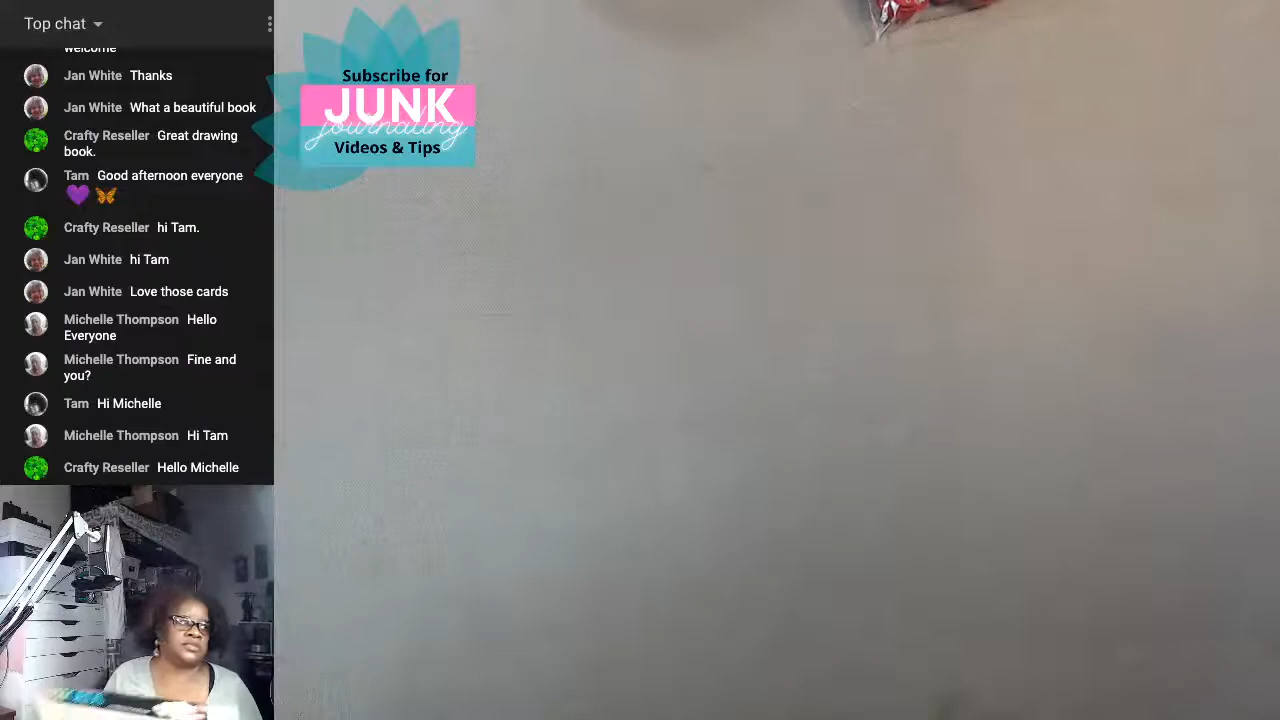 Top chat
welcome
Jan White Thanks
Jan White What a beautiful book
Crafty Reseller Great drawing
book.
Tam Good afternoon everyone
💜 🦋
Crafty Reseller hi Tam.
Jan White hi Tam
Jan White Love those cards
Michelle Thompson Hello
Everyone
Michelle Thompson Fine and
you?
Tam Hi Michelle
Michelle Thompson Hi Tam
Crafty Reseller Hello Michelle
Subscribe for
JUNK
journaling
Videos & Tips